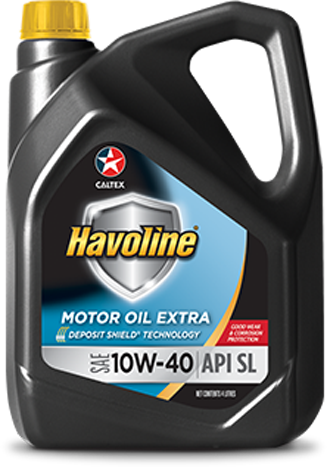 CALTEX
Havoline®
MOTOR OIL EXTRA
DEPOSIT SHIELD® TECHNOLOGY
GOOD WEAR
& CORROSION
PROTECTION
SAE 10W-40 API SL
NET CONTENTS 4 LITRES